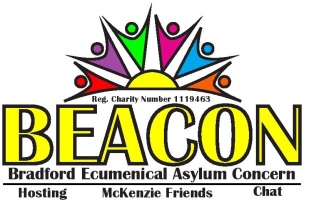 Reg. Charity Number 1119463
BEACON
Bradford Ecumenical Asylum Concern
Hosting McKenzie Friends Chat